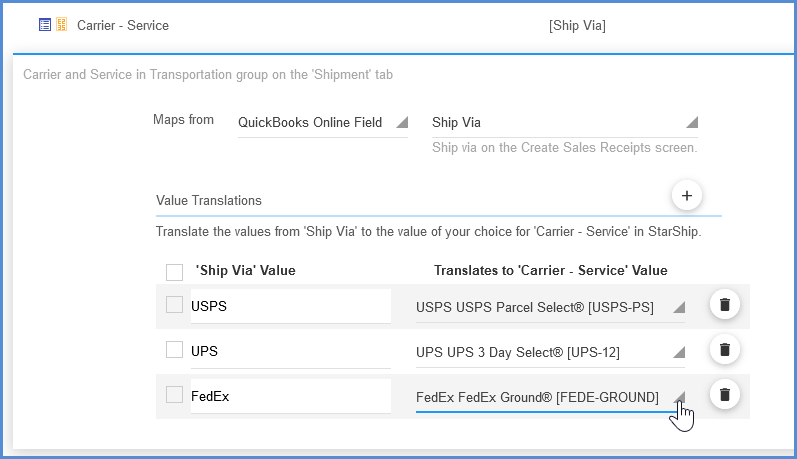 Carrier - Service [Ship Via]
Carrier and Service in Transportation group on the 'Shipment' tab
Maps from QuickBooks Online Field Ship Via
Ship via on the Create Sales Receipts screen.
Value Translations +
Translate the values from 'Ship Via' to the value of your choice for 'Carrier - Service' in StarShip.
'Ship Via' Value Translates to 'Carrier - Service' Value
USPS USPS USPS Parcel Select® [USPS-PS]
UPS UPS UPS 3 Day Select® [UPS-12]
FedEx FedEx FedEx Ground® [FEDE-GROUND]